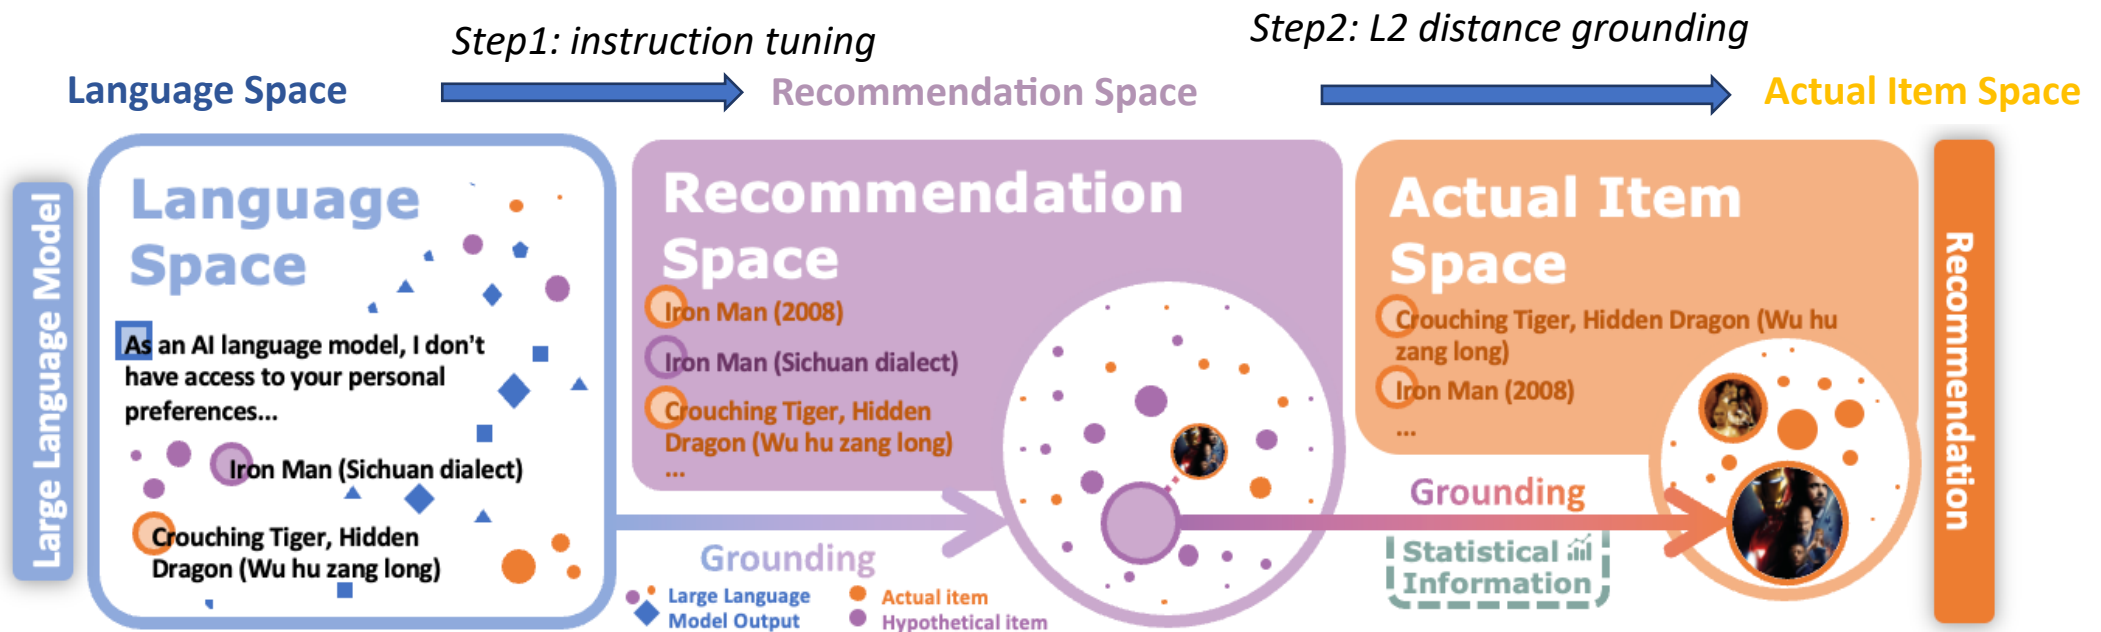 Step1: instruction tuning
Step2: L2 distance grounding
Language Space
Recommendation Space
Actual Item Space
Large Language Model
Language
Space
As an AI language model, I don't
have access to your personal
preferences...
Iron Man (Sichuan dialect)
Crouching Tiger, Hidden
Dragon (Wu hu zang long)
Recommendation
Space
Iron Man (2008)
Iron Man (Sichuan dialect)
Crouching Tiger, Hidden
Dragon (Wu hu zang long)
...
Grounding
Large Language
Model Output
Actual item
Hypothetical item
Actual Item
Space
Crouching Tiger, Hidden Dragon (Wu hu
zang long)
Iron Man (2008)
...
Grounding
Statistical
Information
Recommendation